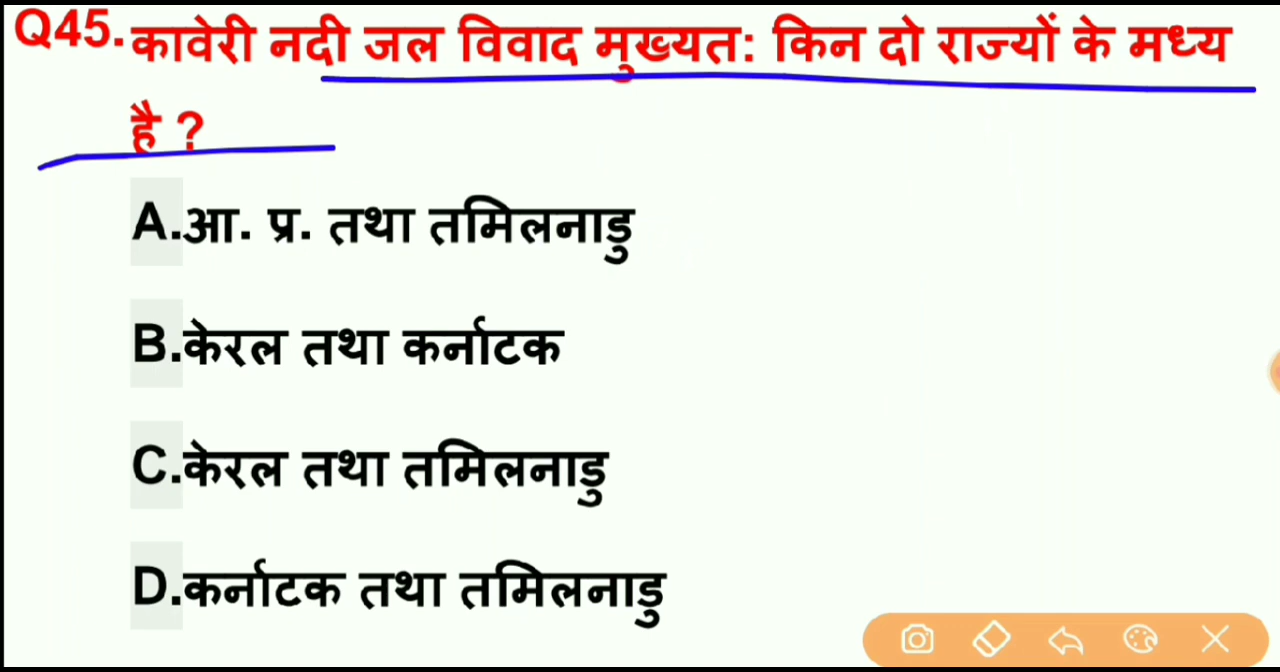 Q45.कावेरी नदी जल विवाद मुख्यत: किन दो राज्यों के मध्य
है ?
A.आ. प्र. तथा तमिलनाडु
B.केरल तथा कर्नाटक
C.केरल तथा तमिलनाडु
D.कर्नाटक तथा तमिलनाडु